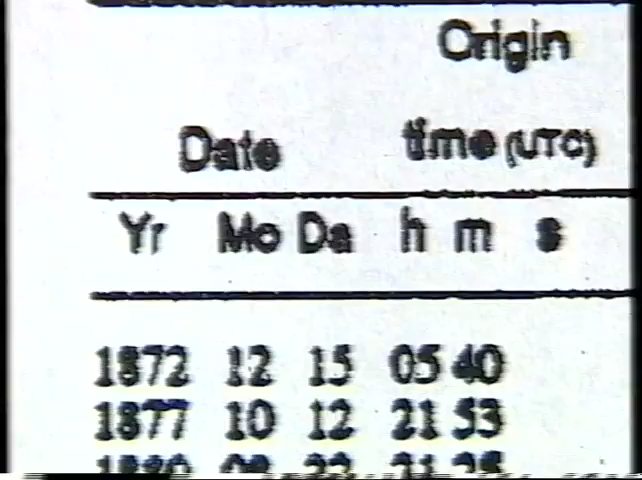 Origin
Date time (UTC)
Yr Mo Da h m s
1872 12 15 05 40
1877 10 12 21 53